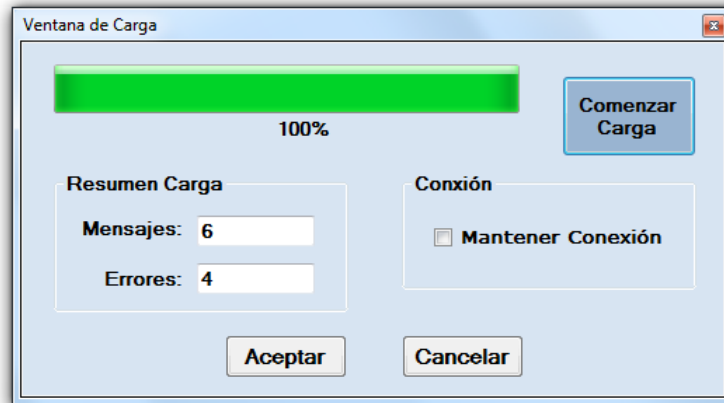 Ventana de Carga
100%
Comenzar
Carga
Resumen Carga
Mensajes: 6
Errores: 4
Conxión
Mantener Conexión
Aceptar
Cancelar